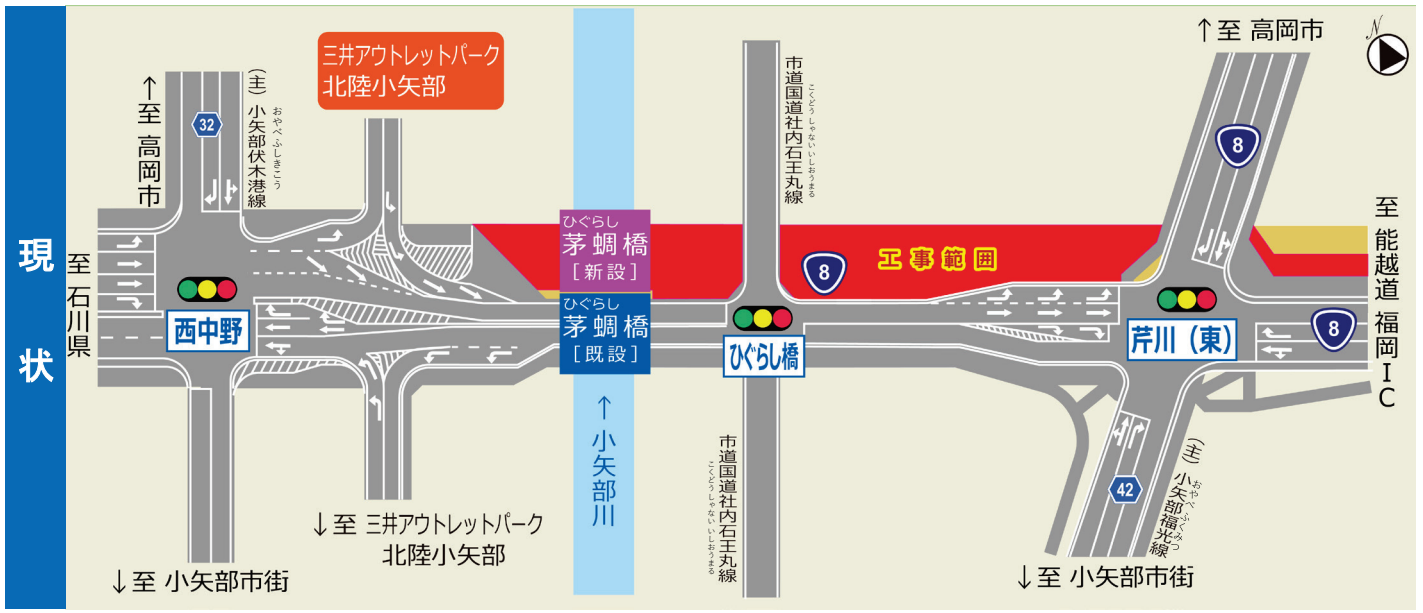 現状
↑至 高岡市
32
(主)小矢部伏木港線
おやべふしきこう
三井アウトレットパーク
北陸小矢部
市道国道社内石王丸線
こくどうしゃないいしおうまる
↑至 高岡市
N
8
至 石川県
西中野
ひぐらし
茅蜩橋
[新設]
ひぐらし
茅蜩橋
[既設]
8
工事範囲
ひぐらし橋
芹川(東)
8
至 能越道 福岡IC
↑小矢部川
↓至 三井アウトレットパーク
北陸小矢部
市道国道社内石王丸線
こくどうしゃないいしおうまる
42
(主)小矢部福光線
おやべふくみつ
↓至 小矢部市街
↓至 小矢部市街